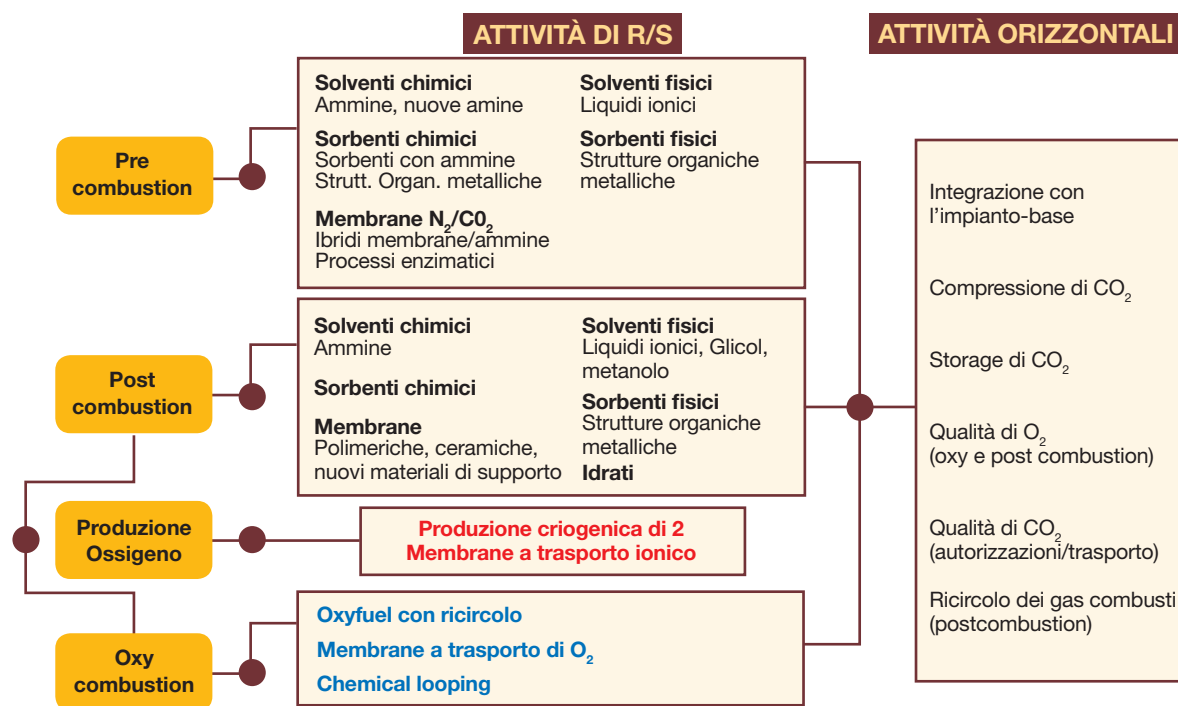 ATTIVITÀ DI R/S
ATTIVITÀ ORIZZONTALI
Pre
combustion
Solventi chimici
Ammine, nuove amine
Sorbenti chimici
Sorbenti con ammine
Strutt. Organ. metalliche
Membrane N₂/C0₂
Ibridi membrane/ammine
Processi enzimatici
Solventi fisici
Liquidi ionici
Sorbenti fisici
Strutture organiche
metalliche
Post
combustion
Solventi chimici
Ammine
Sorbenti chimici
Membrane
Polimeriche, ceramiche,
nuovi materiali di supporto
Solventi fisici
Liquidi ionici, Glicol,
metanolo
Sorbenti fisici
Strutture organiche
metalliche
Idrati
Produzione
Ossigeno
Produzione criogenica di 2
Membrane a trasporto ionico
Oxy
combustion
Oxyfuel con ricircolo
Membrane a trasporto di O₂
Chemical looping
Integrazione con
l'impianto-base
Compressione di CO₂
Storage di CO₂
Qualità di O₂
(oxy e post combustion)
Qualità di CO₂
(autorizzazioni/trasporto)
Ricircolo dei gas combusti
(postcombustion)